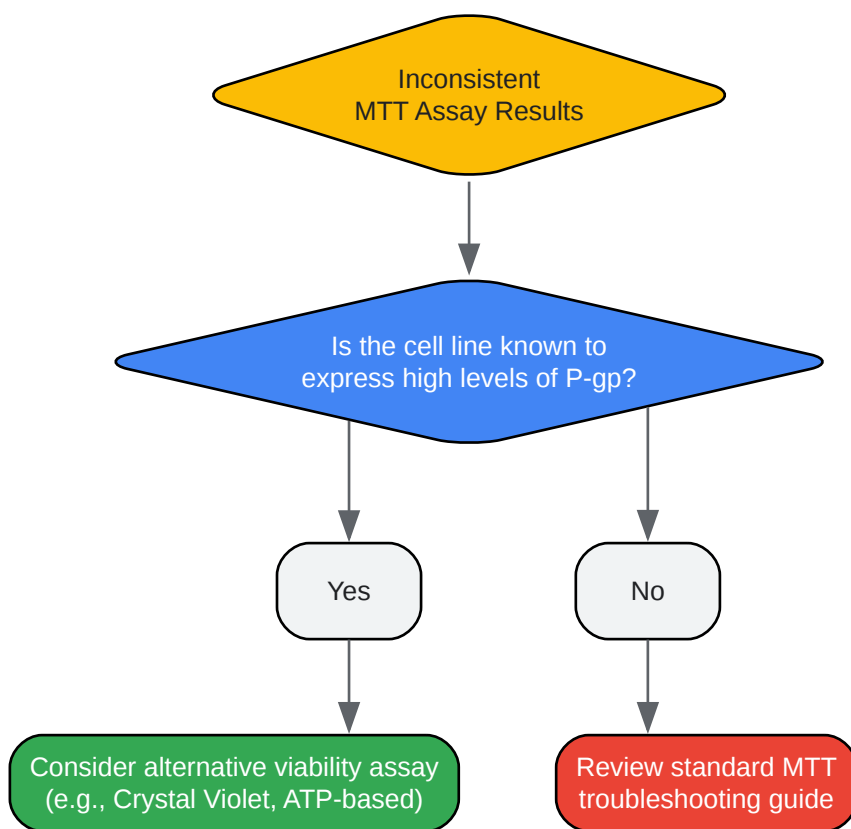 Inconsistent
MTT Assay Results
Is the cell line known to
express high levels of P-gp?
Yes
No
Consider alternative viability assay
(e.g., Crystal Violet, ATP-based)
Review standard MTT
troubleshooting guide